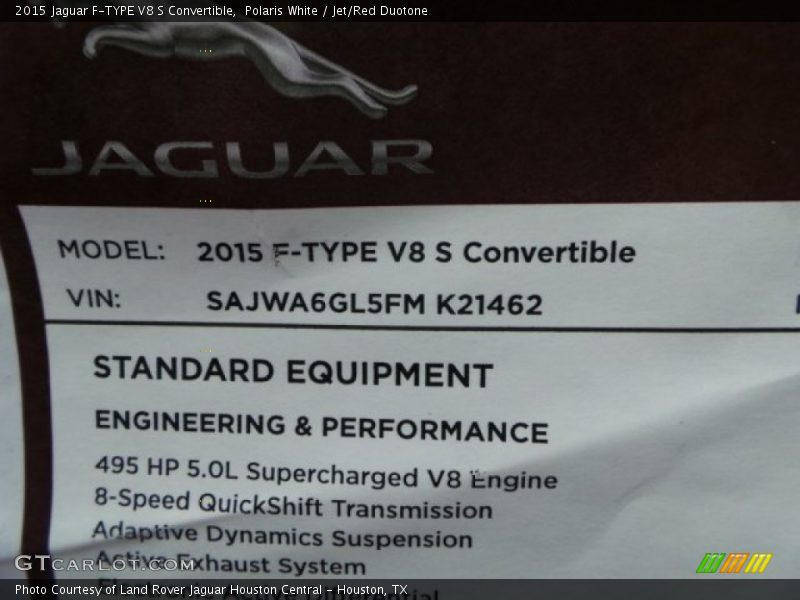 2015 Jaguar F-TYPE V8 S Convertible, Polaris White / Jet/Red Duotone
JAGUAR
MODEL: 2015 F-TYPE V8 S Convertible
VIN: SAJWA6GL5FM K21462
STANDARD EQUIPMENT
ENGINEERING & PERFORMANCE
495 HP 5.0L Supercharged V8 Engine
8-Speed QuickShift Transmission
Adaptive Dynamics Suspension
Active Exhaust System
GTCARLOT.COM
Photo Courtesy of Land Rover Jaguar Houston Central - Houston, TX